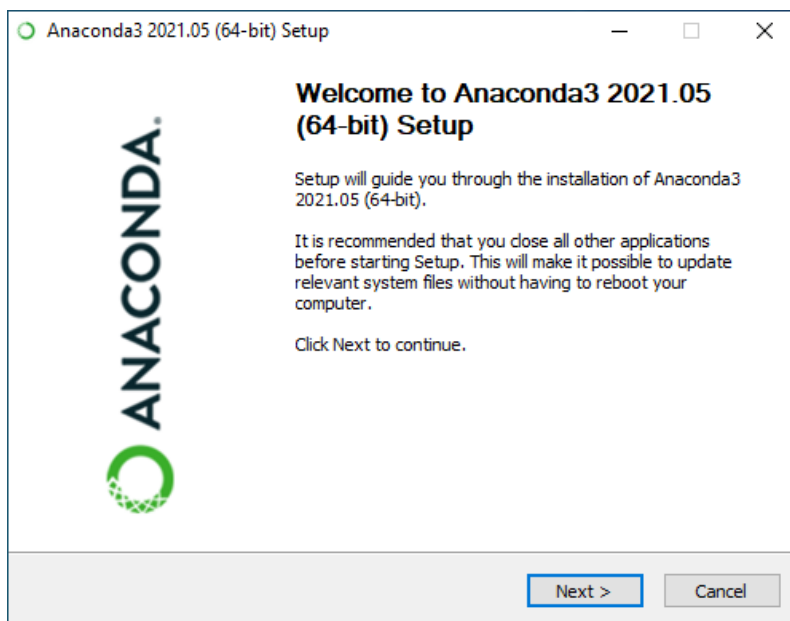 Anaconda3 2021.05 (64-bit) Setup
Welcome to Anaconda3 2021.05
(64-bit) Setup
Setup will guide you through the installation of Anaconda3
2021.05 (64-bit).
It is recommended that you close all other applications
before starting Setup. This will make it possible to update
relevant system files without having to reboot your
computer.
Click Next to continue.
ANACONDA.
Next >
Cancel